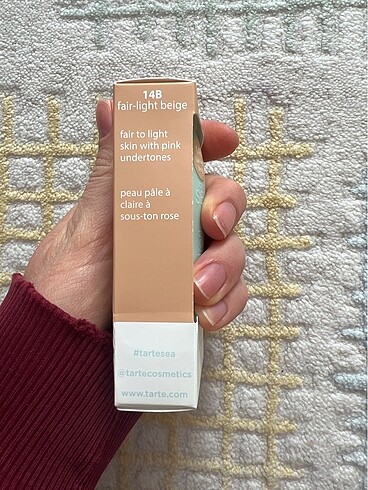 14B
fair-light beige
fair to light
skin with pink
undertones
peau pâle à
claire à
sous-ton rose
#tartesea
@tartecosmetics
www.tarte.com